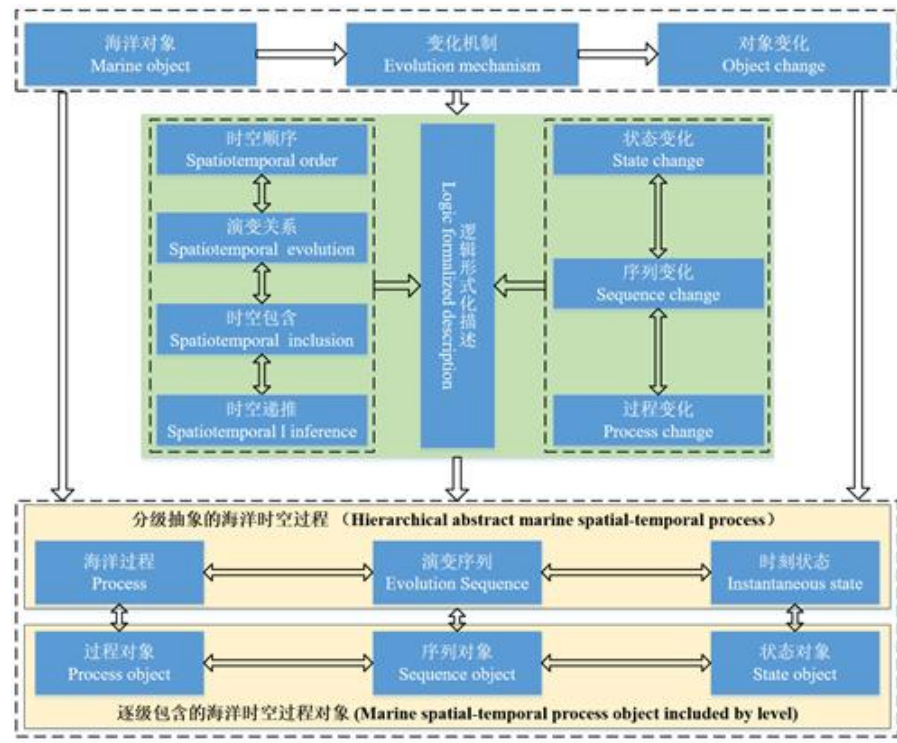 海洋对象
Marine object
变化机制
Evolution mechanism
对象变化
Object change
时空顺序
Spatiotemporal order
演变关系
Spatiotemporal evolution
时空包含
Spatiotemporal inclusion
时空递推
Spatiotemporal I inference
逻辑形式化描述
Logic formalized description
状态变化
State change
序列变化
Sequence change
过程变化
Process change
分级抽象的海洋时空过程 （Hierarchical abstract marine spatial-temporal process）
海洋过程
Process
演变序列
Evolution Sequence
时刻状态
Instantaneous state
过程对象
Process object
序列对象
Sequence object
状态对象
State object
逐级包含的海洋时空过程对象 (Marine spatial-temporal process object included by level)